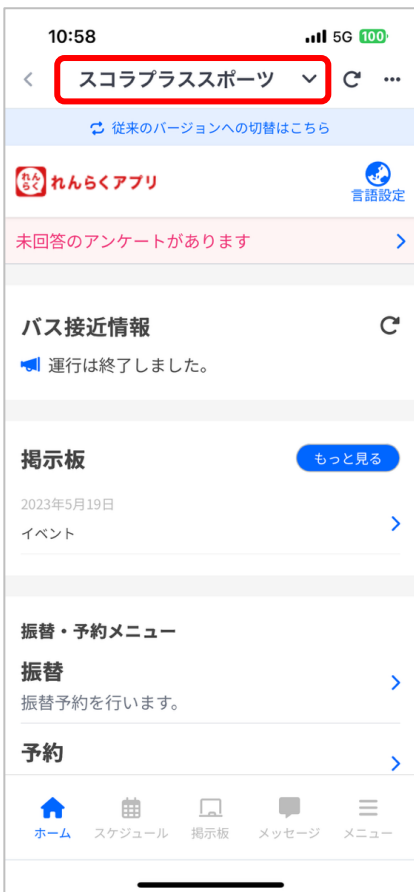 10:58
5G 100
スコラプラススポーツ
従来のバージョンへの切替はこちら
れんらく れんらくアプリ
言語設定
未回答のアンケートがあります
バス接近情報
運行は終了しました。
掲示板
もっと見る
2023年5月19日
イベント
振替・予約メニュー
振替
振替予約を行います。
予約
ホーム スケジュール 掲示板 メッセージ メニュー